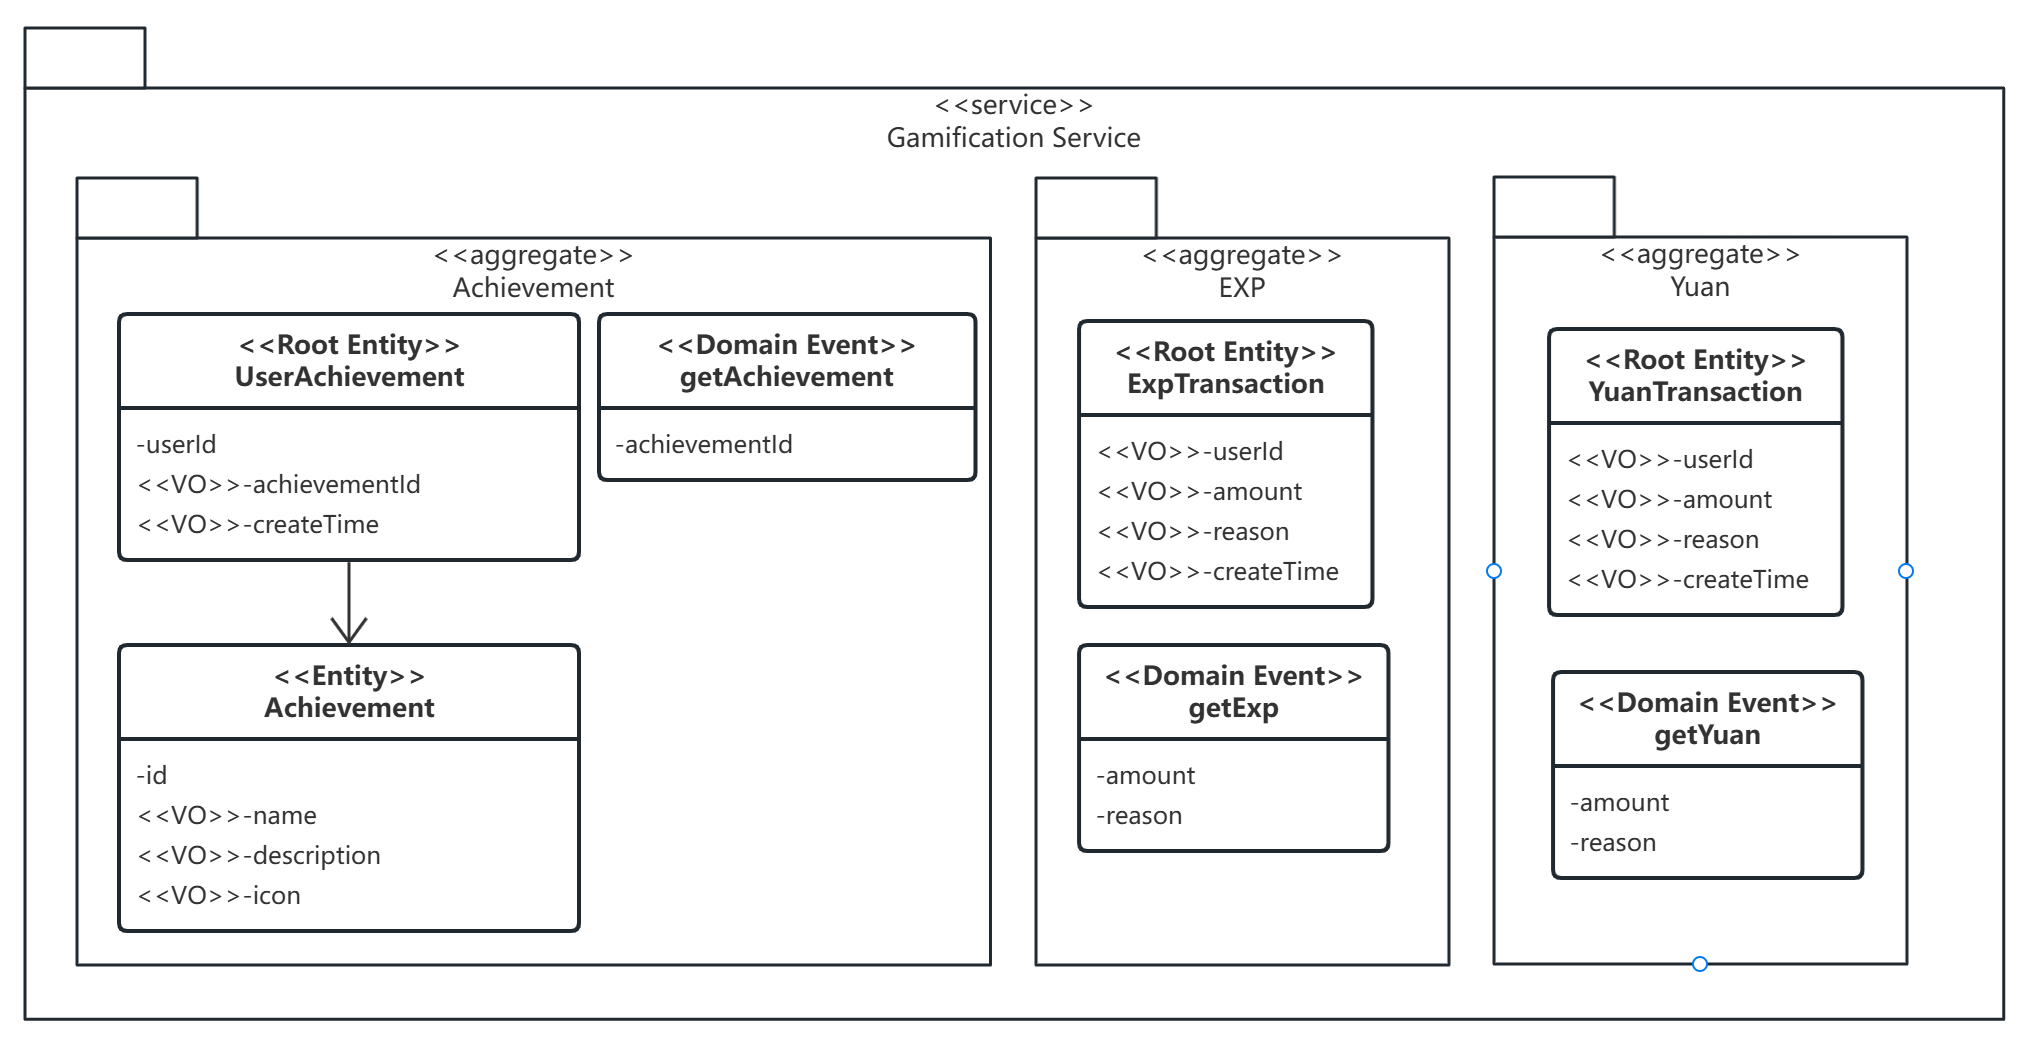 <<service>>
Gamification Service
<<aggregate>>
Achievement
<<Root Entity>>
UserAchievement
-userId
<<VO>>-achievementId
<<VO>>-createTime
<<Domain Event>>
getAchievement
-achievementId
<<Entity>>
Achievement
-id
<<VO>>-name
<<VO>>-description
<<VO>>-icon
<<aggregate>>
EXP
<<Root Entity>>
ExpTransaction
<<VO>>-userId
<<VO>>-amount
<<VO>>-reason
<<VO>>-createTime
<<Domain Event>>
getExp
-amount
-reason
<<aggregate>>
Yuan
<<Root Entity>>
YuanTransaction
<<VO>>-userId
<<VO>>-amount
<<VO>>-reason
<<VO>>-createTime
<<Domain Event>>
getYuan
-amount
-reason